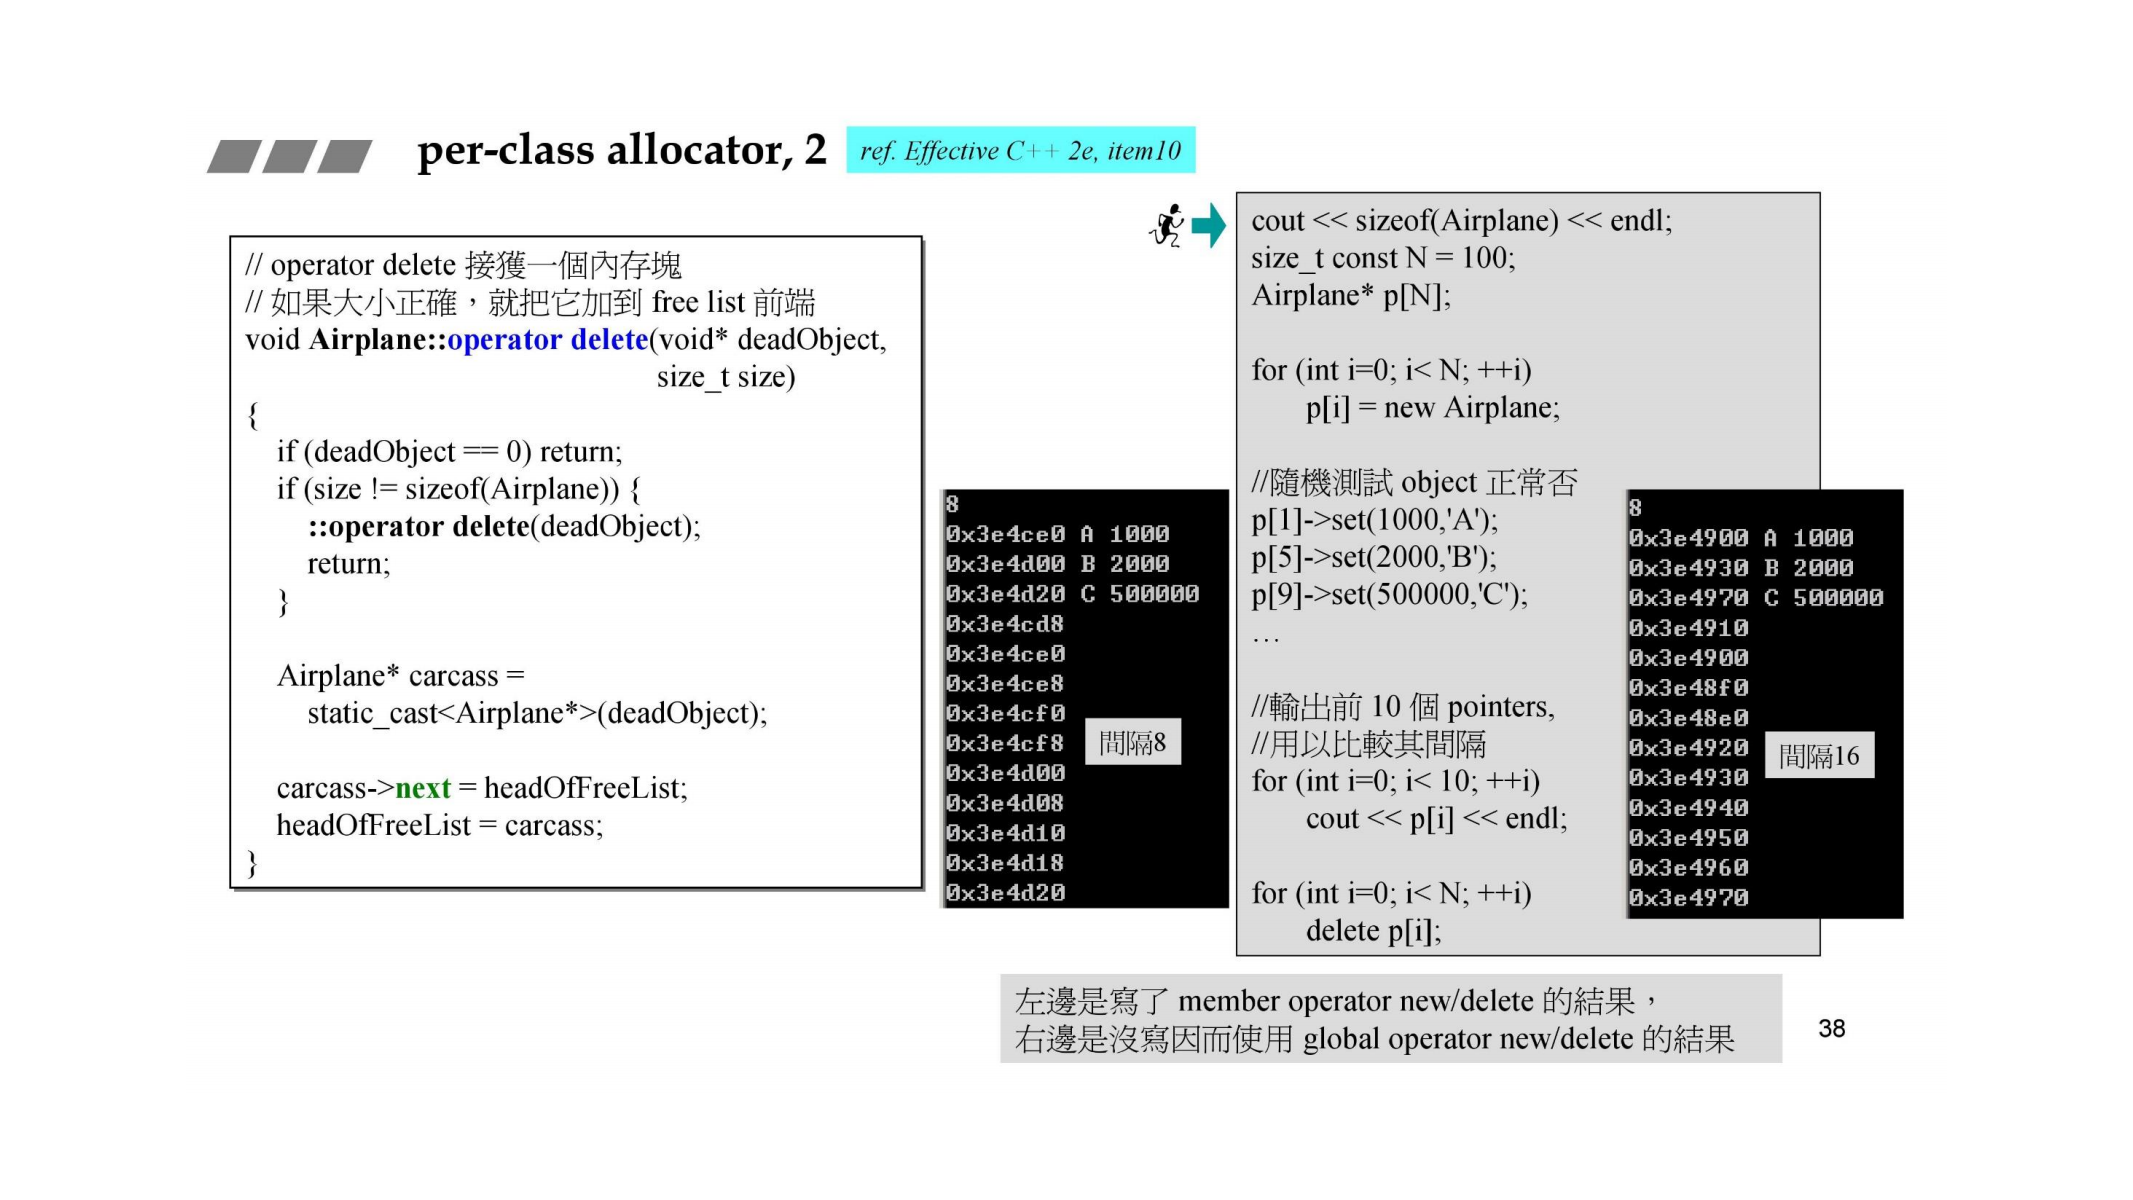 per-class allocator, 2
ref. Effective C++ 2e, item10
// operator delete 接獲一個內存塊
// 如果大小正確，就把它加到 free list 前端
void Airplane::operator delete(void* deadObject,
size_t size)
{
if (deadObject == 0) return;
if (size != sizeof(Airplane)) {
::operator delete(deadObject);
return;
}
Airplane* carcass =
static_cast<Airplane*>(deadObject);
carcass->next = headOfFreeList;
headOfFreeList = carcass;
}
8
0x3e4ce0 A 1000
0x3e4d00 B 2000
0x3e4d20 C 500000
0x3e4cd8
0x3e4ce0
0x3e4ce8
0x3e4cf0
0x3e4cf8
0x3e4d00
0x3e4d08
0x3e4d10
0x3e4d18
0x3e4d20
間隔8
cout << sizeof(Airplane) << endl;
size_t const N = 100;
Airplane* p[N];
for (int i=0; i< N; ++i)
p[i] = new Airplane;
//隨機測試 object 正常否
p[1]->set(1000,'A');
p[5]->set(2000,'B');
p[9]->set(500000,'C');
...
//輸出前 10 個 pointers,
//用以比較其間隔
for (int i=0; i< 10; ++i)
cout << p[i] << endl;
for (int i=0; i< N; ++i)
delete p[i];
8
0x3e4900 A 1000
0x3e4930 B 2000
0x3e4970 C 500000
0x3e4910
0x3e4900
0x3e48f0
0x3e48e0
0x3e4920
0x3e4930
0x3e4940
0x3e4950
0x3e4960
0x3e4970
間隔16
左邊是寫了 member operator new/delete 的結果，
右邊是沒寫因而使用 global operator new/delete 的結果
38